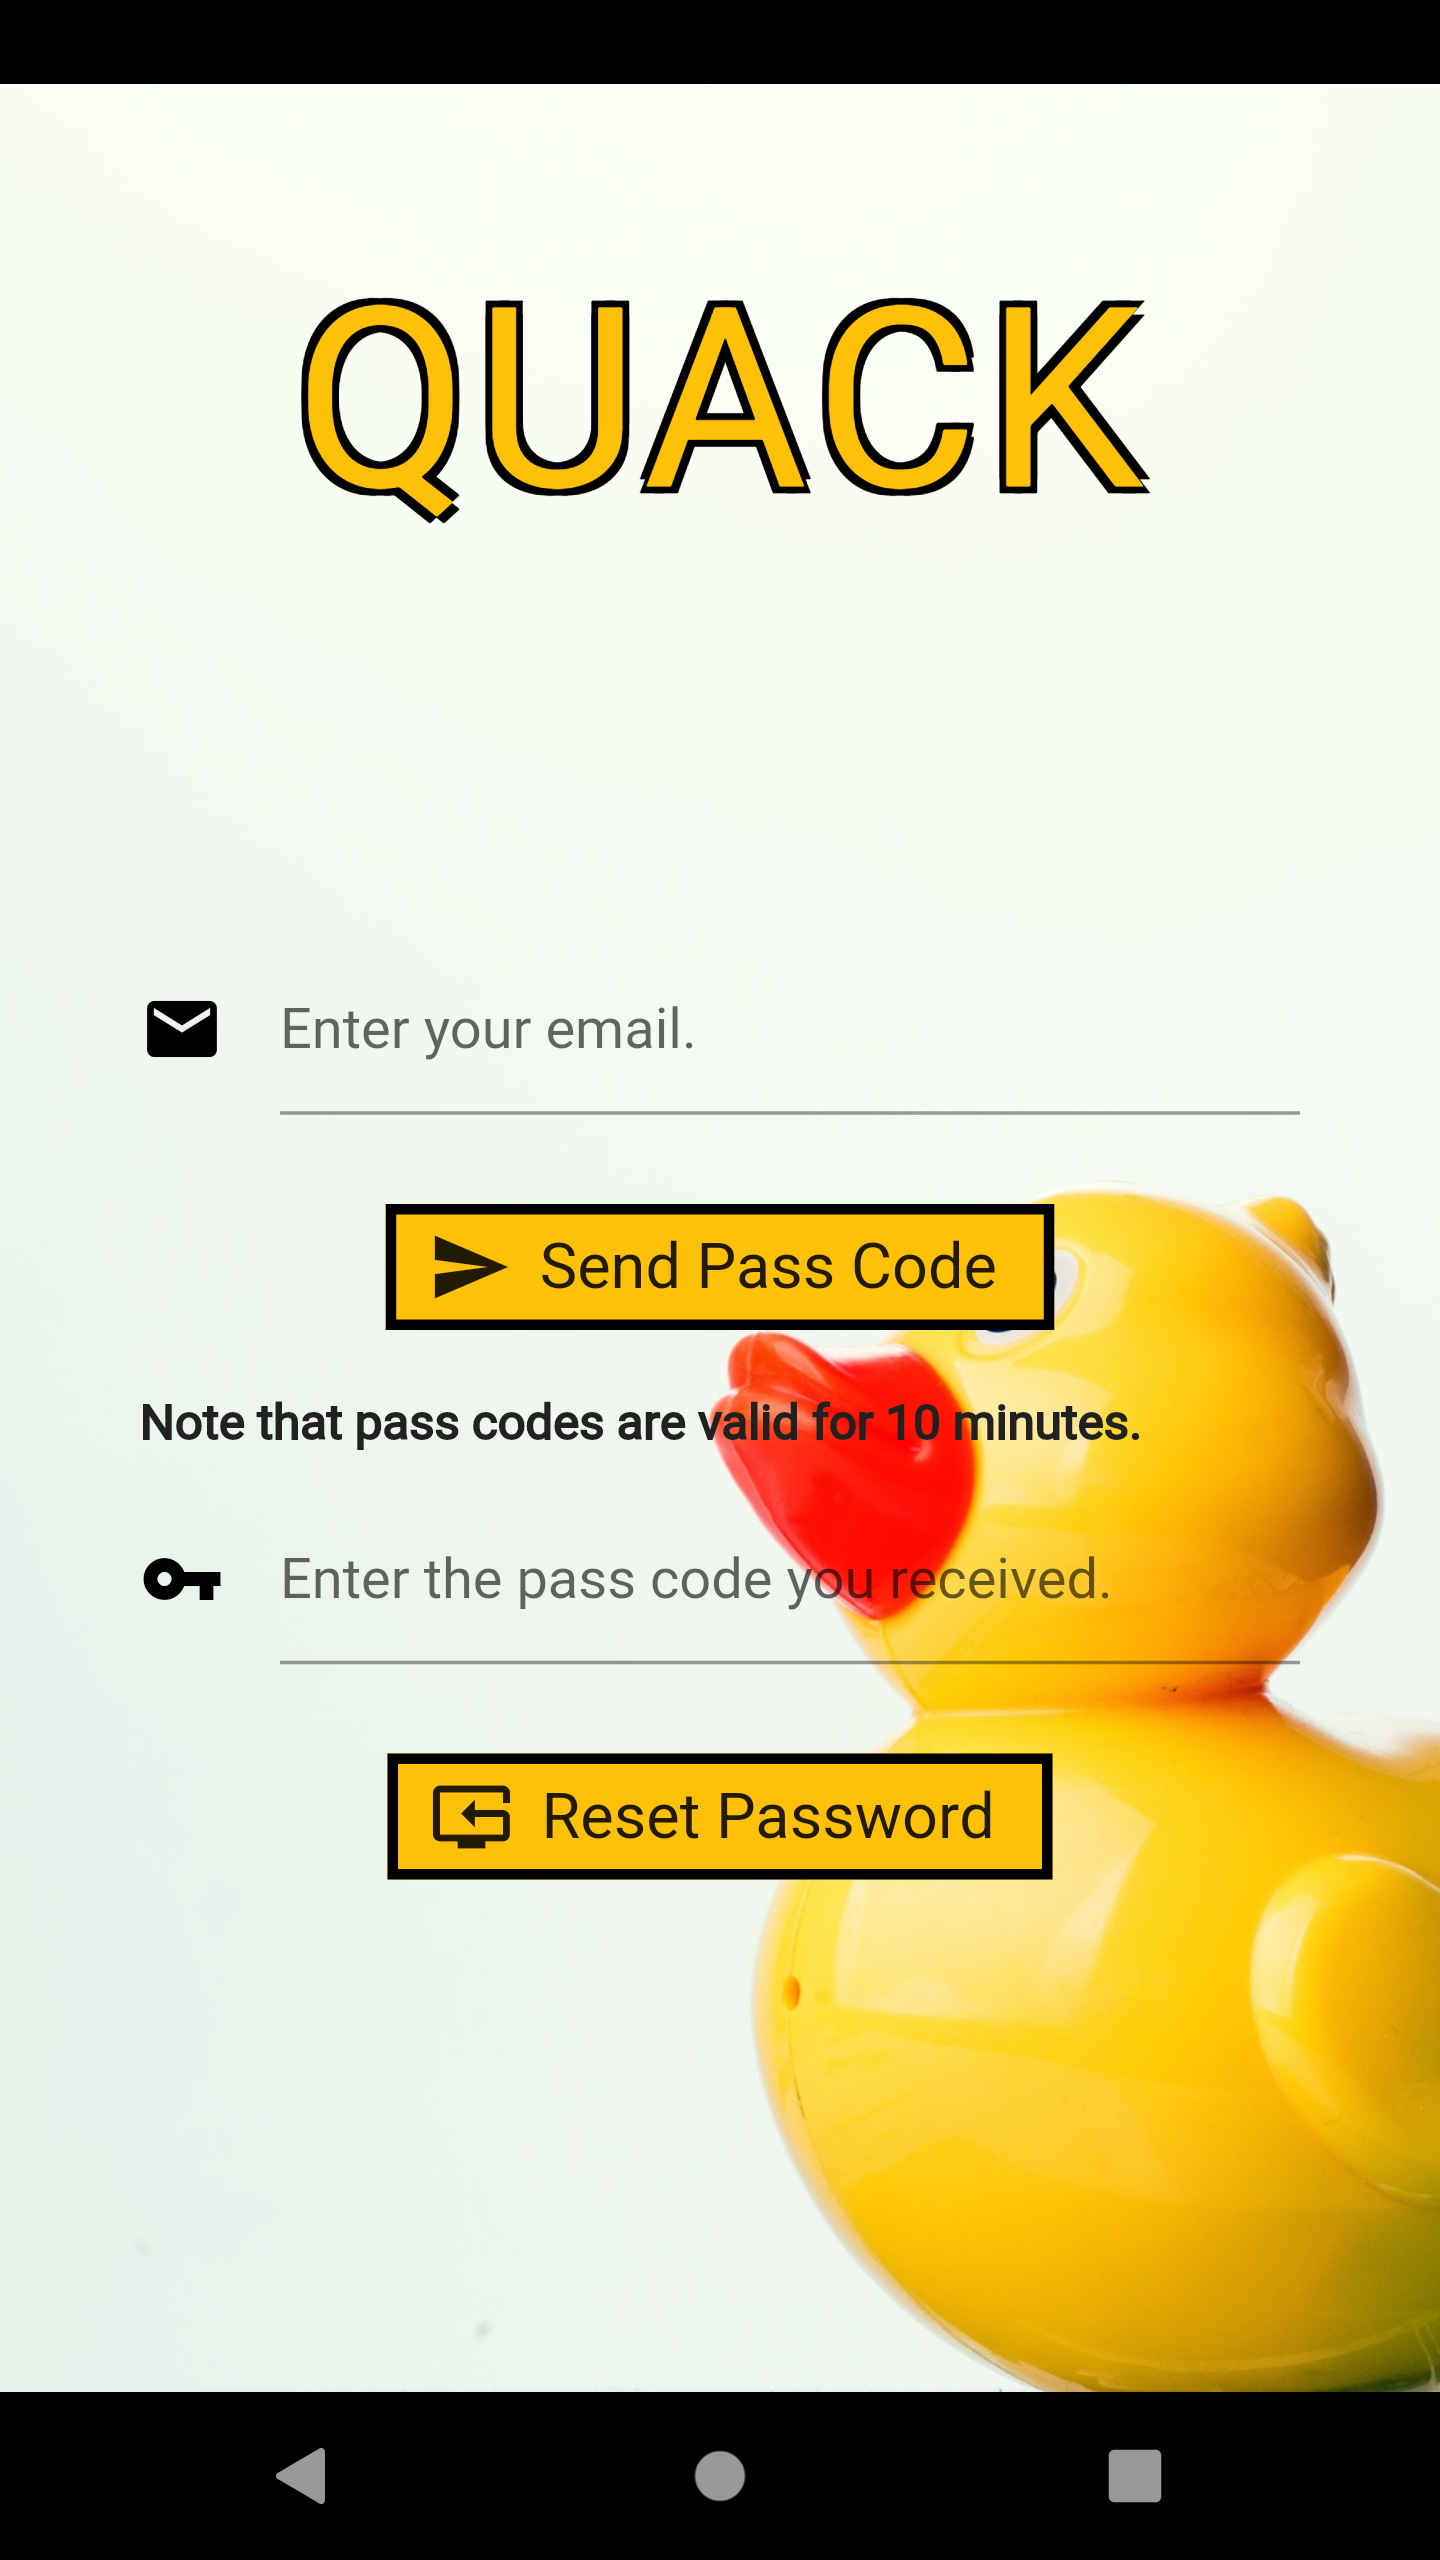 QUACK
Enter your email.
Send Pass Code
Note that pass codes are valid for 10 minutes.
Enter the pass code you received.
Reset Password